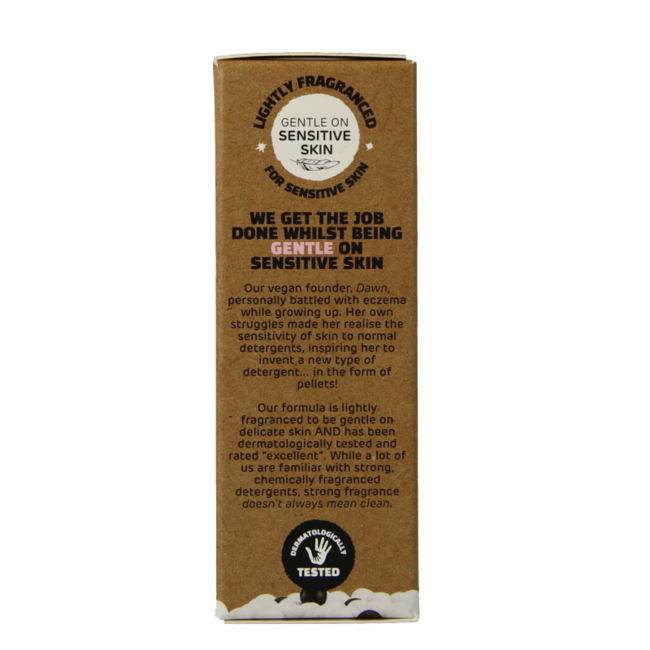 LIGHTLY FRAGRANCED
GENTLE ON
SENSITIVE
SKIN
FOR SENSITIVE SKIN
WE GET THE JOB
DONE WHILST BEING
GENTLE ON
SENSITIVE SKIN
Our vegan founder, Dawn,
personally battled with eczema
while growing up. Her own
struggles made her realise the
sensitivity of skin to normal
detergents, inspiring her to
invent a new type of
detergent... in the form of
pellets!
Our formula is lightly
fragranced to be gentle on
delicate skin AND has been
dermatologically tested and
rated "excellent". While a lot of
us are familiar with strong,
chemically fragranced
detergents, strong fragrance
doesn't always mean clean.
DERMATOLOGICALLY
TESTED